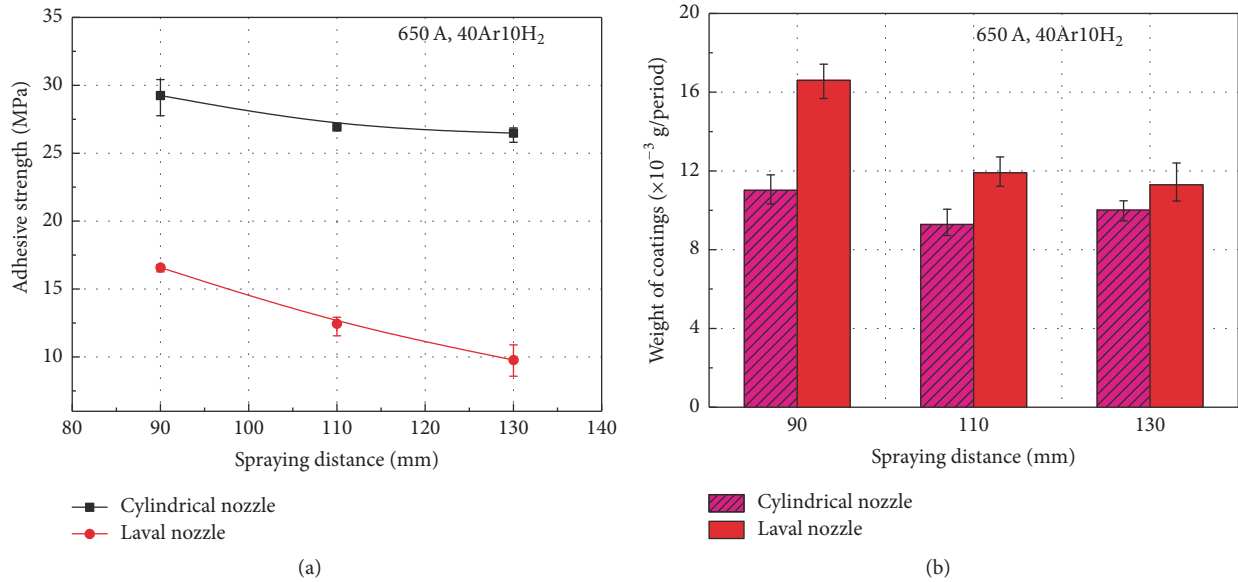 35
30
25
20
15
10
Adhesive strength (MPa)
650 A, 40Ar10H₂
80 90 100 110 120 130 140
Spraying distance (mm)
Cylindrical nozzle
Laval nozzle
(a)
20
16
12
8
4
0
Weight of coatings (×10⁻³ g/period)
650 A, 40Ar10H₂
90 110 130
Spraying distance (mm)
Cylindrical nozzle
Laval nozzle
(b)